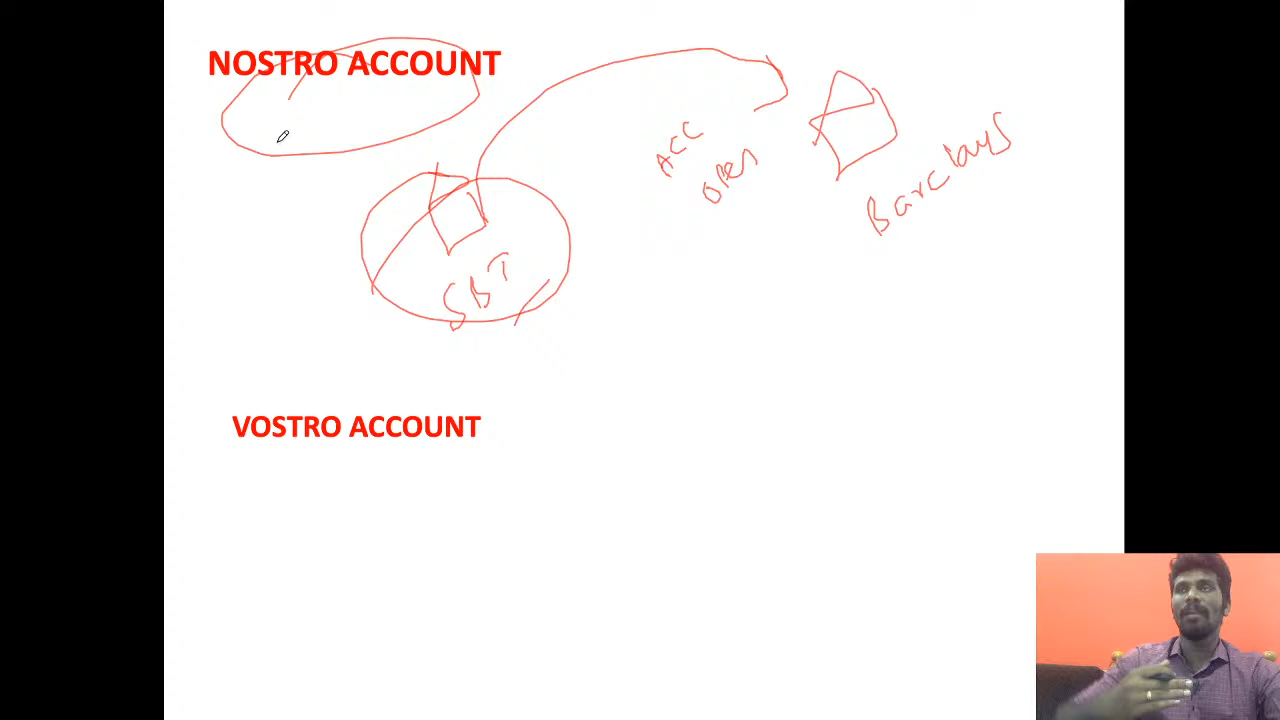 NOSTRO ACCOUNT
ACC
OPEN
Barclays
SBT
VOSTRO ACCOUNT